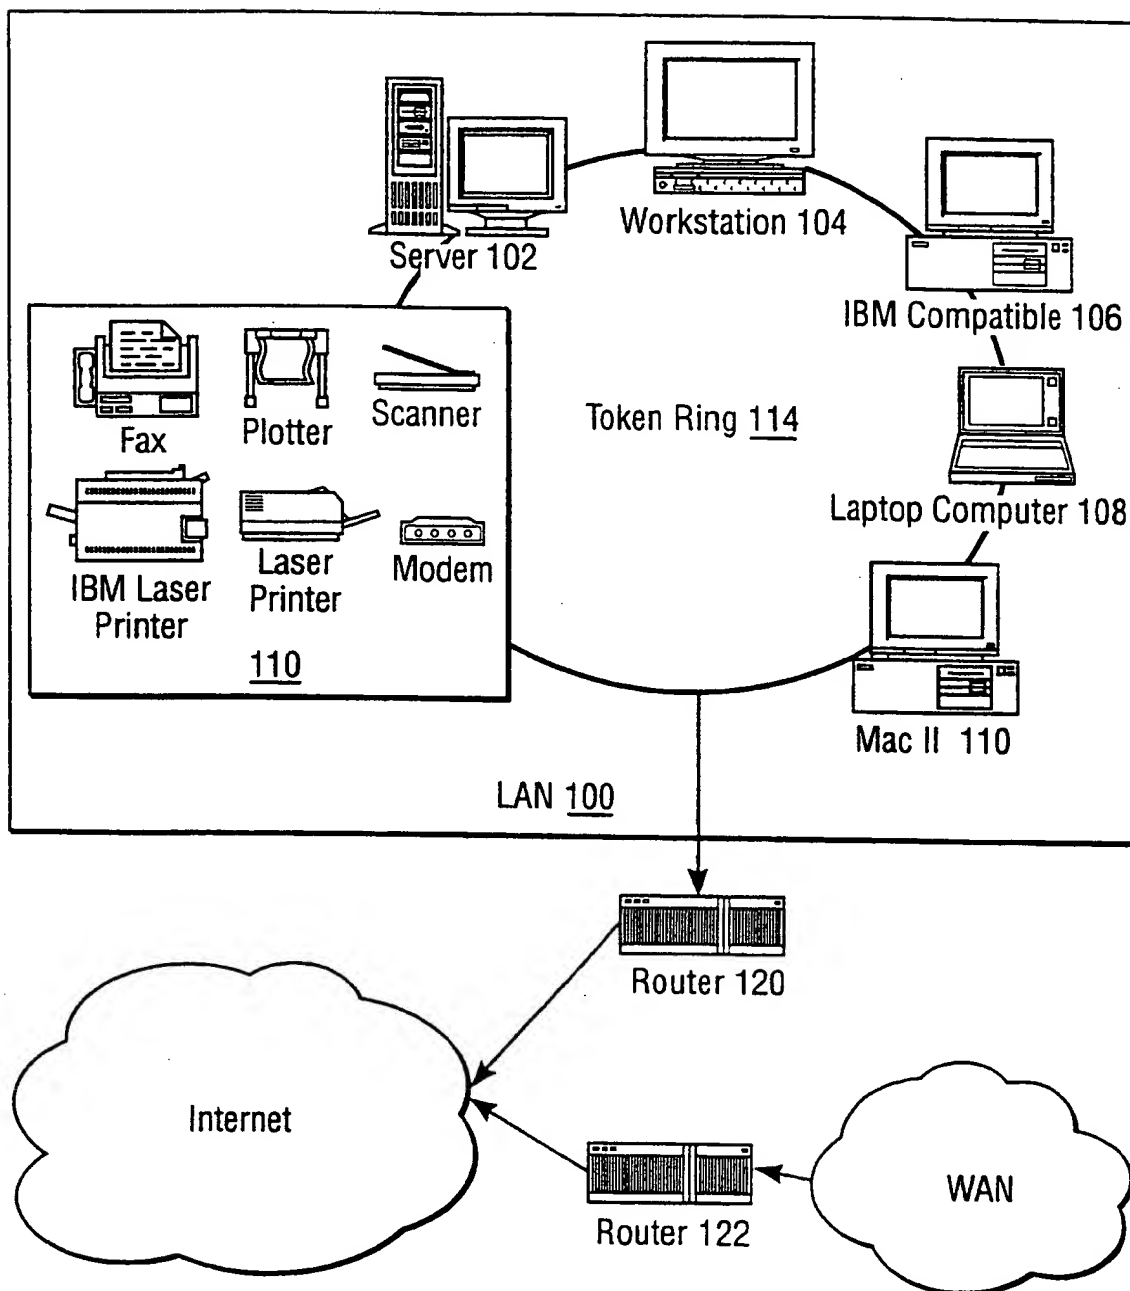 Workstation 104
Server 102
IBM Compatible 106
Fax
Plotter
Scanner
Token Ring 114
Laptop Computer 108
IBM Laser
Printer
Laser
Printer
Modem
110
Mac II 110
LAN 100
Router 120
Internet
WAN
Router 122